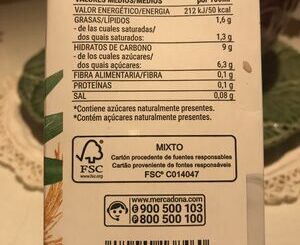 VALORES MEDIOS/MÉDIOS por 100ml
VALOR ENERGÉTICO/ENERGIA 212 kJ/50 kcal
GRASAS/LÍPIDOS 1,6 g
- de las cuales saturadas/
dos quais saturados: 1,3 g
HIDRATOS DE CARBONO 9 g
- de los cuales azúcares/
dos quais açúcares: 6,3 g
FIBRA ALIMENTARIA/FIBRA 0,1 g
PROTEÍNAS 0,1 g
SAL 0,08 g
*Contiene azúcares naturalmente presentes.
*Contém açúcares naturalmente presentes.
MIXTO
Cartón procedente de fuentes responsables
Cartão proveniente de fontes responsáveis
FSC® C014047
FSC
www.fsc.org
www.mercadona.com
E 900 500 103
P 800 500 100